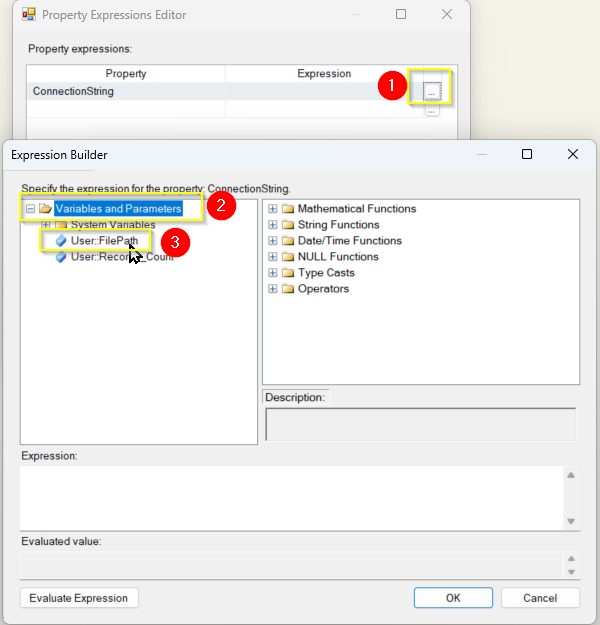 Property Expressions Editor
Property expressions:
Property Expression
ConnectionString
1
...
...
Expression Builder
Specify the expression for the property: ConnectionString.
Variables and Parameters
2
System Variables
User::FilePath
3
User::Record_Count
Mathematical Functions
String Functions
Date/Time Functions
NULL Functions
Type Casts
Operators
Description:
Expression:
Evaluated value:
Evaluate Expression
OK
Cancel